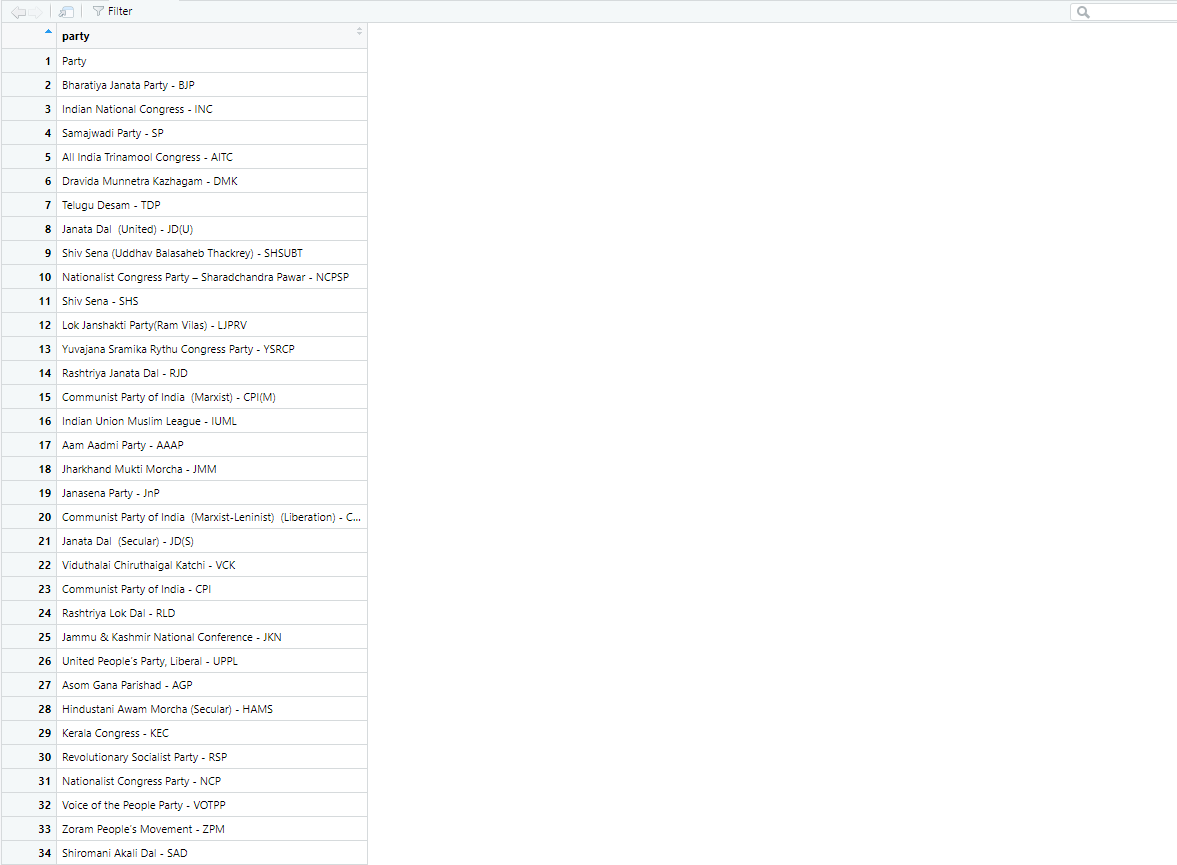 Filter
party
1 Party
2 Bharatiya Janata Party - BJP
3 Indian National Congress - INC
4 Samajwadi Party - SP
5 All India Trinamool Congress - AITC
6 Dravida Munnetra Kazhagam - DMK
7 Telugu Desam - TDP
8 Janata Dal  (United) - JD(U)
9 Shiv Sena (Uddhav Balasaheb Thackrey) - SHSUBT
10 Nationalist Congress Party – Sharadchandra Pawar - NCPSP
11 Shiv Sena - SHS
12 Lok Janshakti Party(Ram Vilas) - LJPRV
13 Yuvajana Sramika Rythu Congress Party - YSRCP
14 Rashtriya Janata Dal - RJD
15 Communist Party of India  (Marxist) - CPI(M)
16 Indian Union Muslim League - IUML
17 Aam Aadmi Party - AAAP
18 Jharkhand Mukti Morcha - JMM
19 Janasena Party - JnP
20 Communist Party of India  (Marxist-Leninist)  (Liberation) - C...
21 Janata Dal  (Secular) - JD(S)
22 Viduthalai Chiruthaigal Katchi - VCK
23 Communist Party of India - CPI
24 Rashtriya Lok Dal - RLD
25 Jammu & Kashmir National Conference - JKN
26 United People's Party, Liberal - UPPL
27 Asom Gana Parishad - AGP
28 Hindustani Awam Morcha (Secular) - HAMS
29 Kerala Congress - KEC
30 Revolutionary Socialist Party - RSP
31 Nationalist Congress Party - NCP
32 Voice of the People Party - VOTPP
33 Zoram People's Movement - ZPM
34 Shiromani Akali Dal - SAD